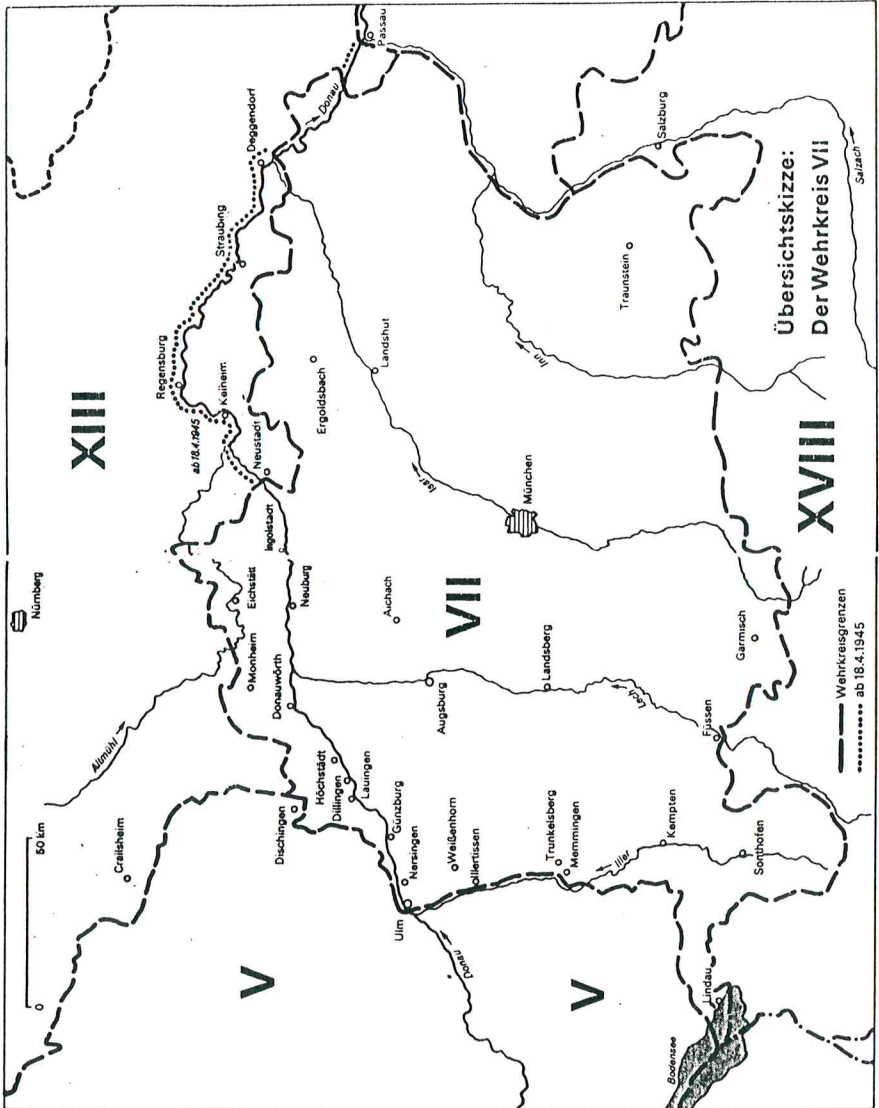 Übersichtskizze:
Der Wehrkreis VII
XIII
V
V
VII
XVIII
Nürnberg
Altmühl
50 km
0
Crailsheim
Dischingen
Höchstädt
Dillingen
Lauingen
Günzburg
Nersingen
Ulm
Donau
Weißenhorn
Illertissen
Trunkelsberg
Memmingen
Iller
Kempten
Sonthofen
Lindau
Bodensee
Monheim
Eichstätt
Donauwörth
Neuburg
Ingolstadt
Neustadt
Kelheim
ab 18.4.1945
Regensburg
Straubing
Deggendorf
Donau
Passau
Ergoldsbach
Landshut
Isar
Aichach
Augsburg
Landsberg
Lech
München
Inn
Traunstein
Salzburg
Salzach
Füssen
Garmisch
Wehrkreisgrenzen
ab 18.4.1945